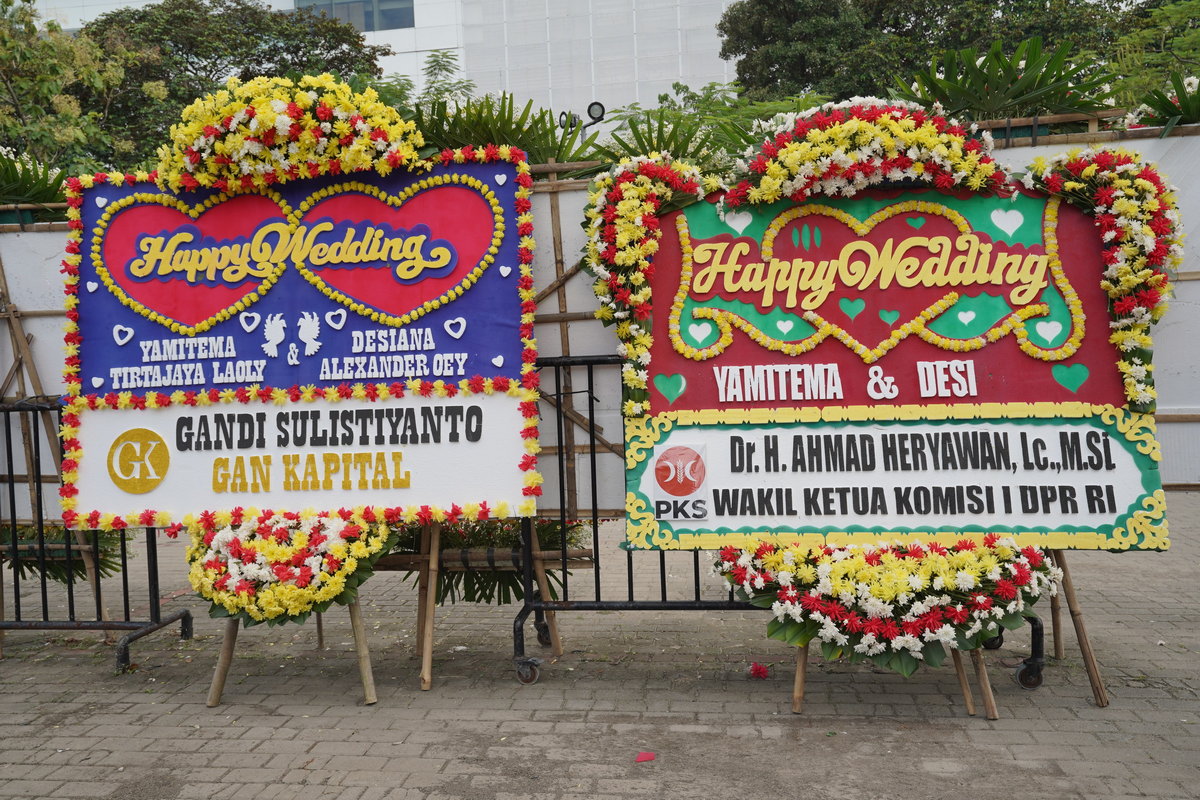 Happy Wedding
YAMITEMA
TIRTAJAYA LAOLY
&
DESIANA
ALEXANDER OEY
GK
GANDI SULISTIYANTO
GAN KAPITAL
Happy Wedding
YAMITEMA & DESI
PKS
Dr. H. AHMAD HERYAWAN, Lc.,M.Si
WAKIL KETUA KOMISI I DPR RI